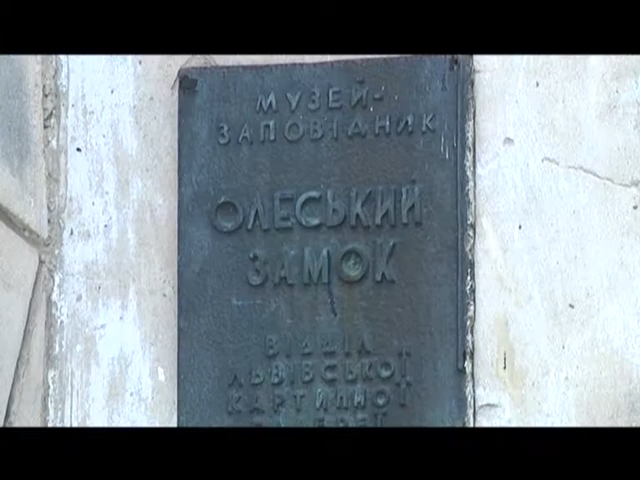 МУЗЕЙ-
ЗАПОВІДНИК
ОЛЕСЬКИЙ
ЗАМОК
ВІДДІЛ
ЛЬВІВСЬКОЇ
КАРТИННОЇ